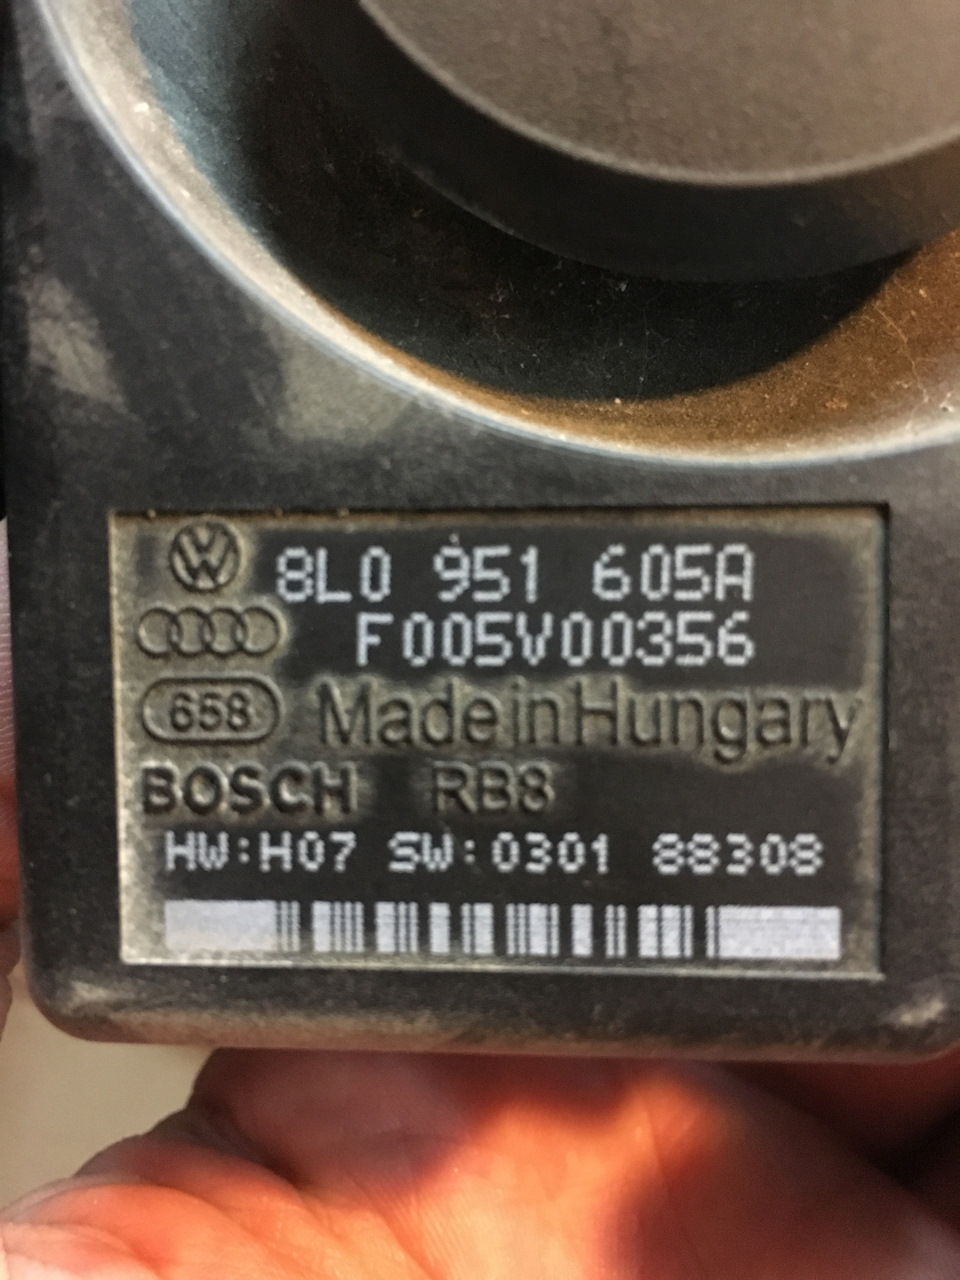 8L0 951 605A
F005V00356
658 Made in Hungary
BOSCH RB8
HW:H07 SW:0301 88308